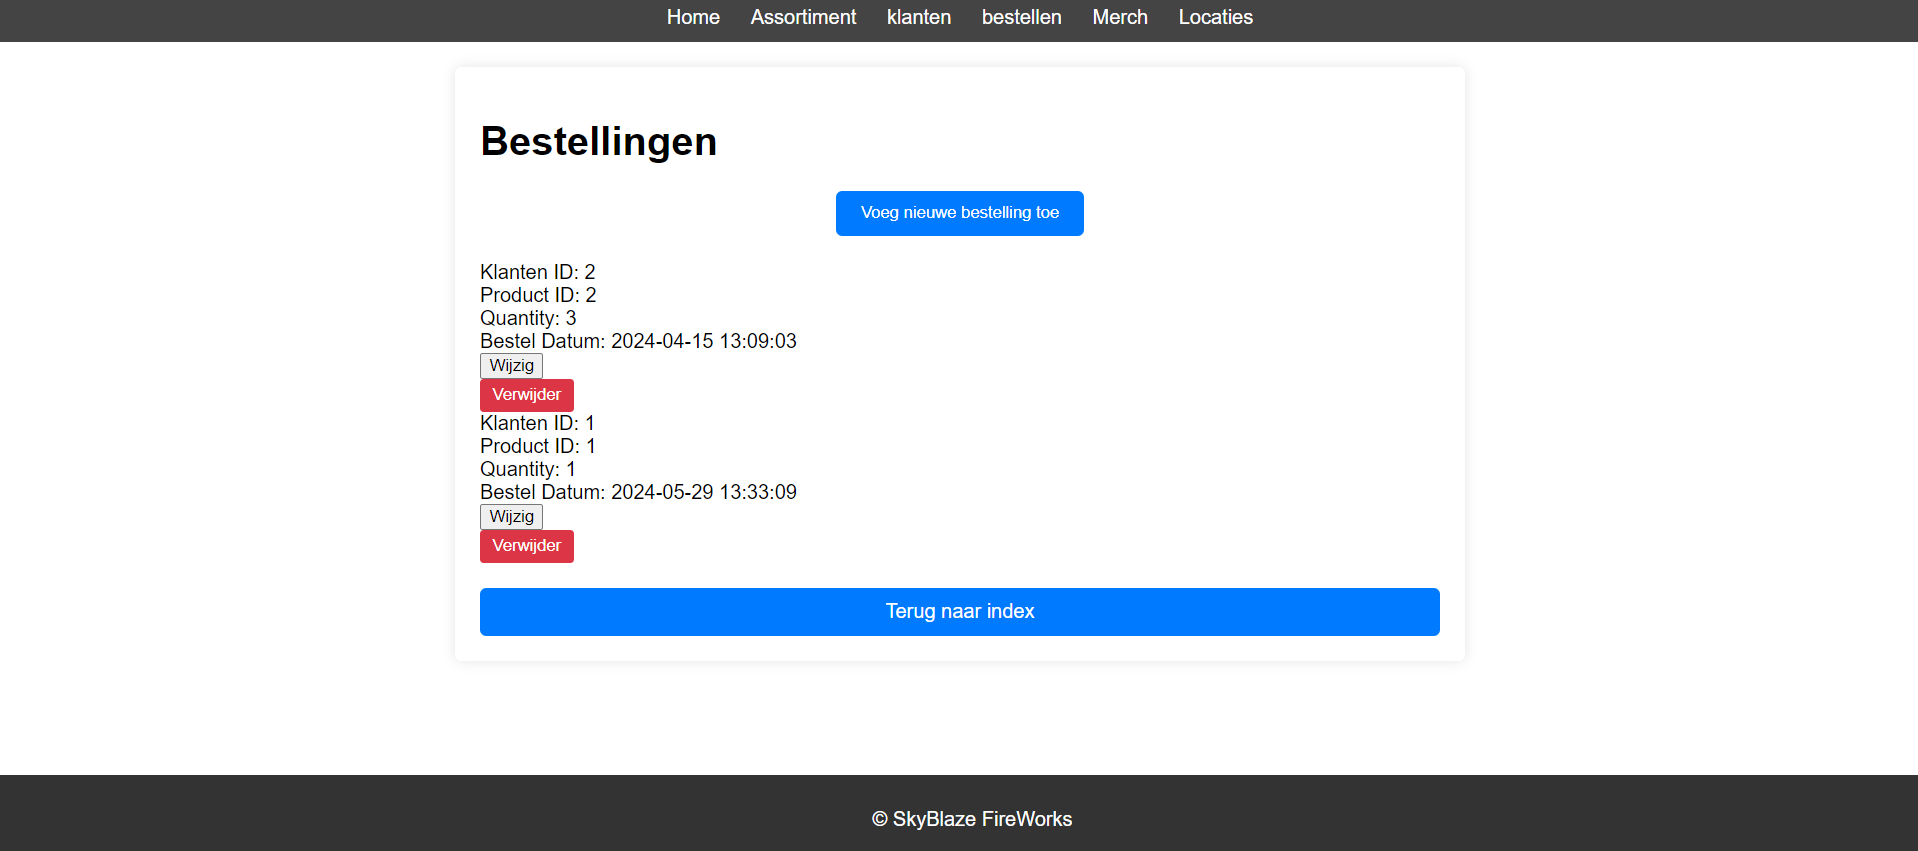 Home Assortiment klanten bestellen Merch Locaties
Bestellingen
Voeg nieuwe bestelling toe
Klanten ID: 2
Product ID: 2
Quantity: 3
Bestel Datum: 2024-04-15 13:09:03
Wijzig
Verwijder
Klanten ID: 1
Product ID: 1
Quantity: 1
Bestel Datum: 2024-05-29 13:33:09
Wijzig
Verwijder
Terug naar index
© SkyBlaze FireWorks